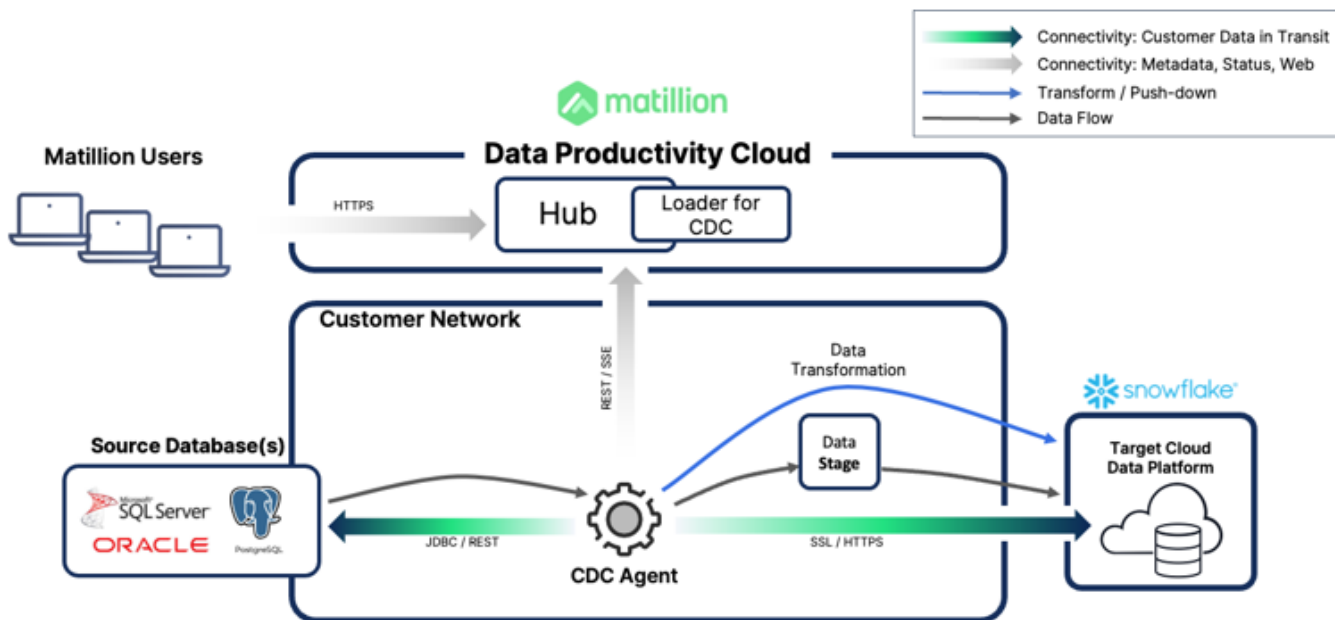 Connectivity: Customer Data in Transit
Connectivity: Metadata, Status, Web
Transform / Push-down
Data Flow
matillion
Matillion Users
Data Productivity Cloud
HTTPS
Hub
Loader for
CDC
Customer Network
REST / SSE
Data
Transformation
snowflake®
Source Database(s)
Data
Stage
Target Cloud
Data Platform
Microsoft®
SQL Server
ORACLE
PostgreSQL
JDBC / REST
SSL / HTTPS
CDC Agent